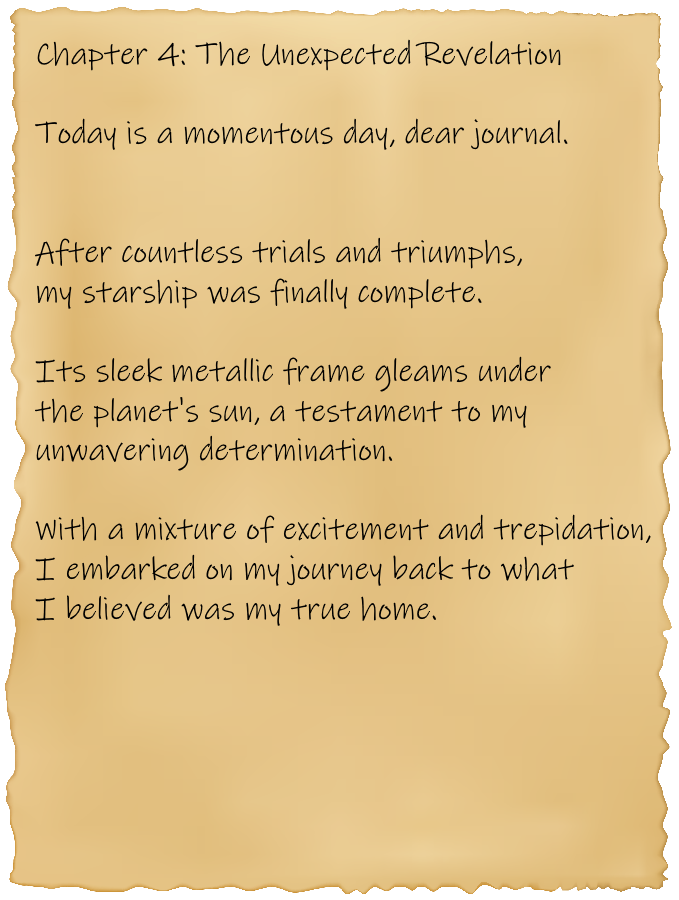 Chapter 4: The Unexpected Revelation
Today is a momentous day, dear journal.
After countless trials and triumphs,
my starship was finally complete.
Its sleek metallic frame gleams under
the planet's sun, a testament to my
unwavering determination.
With a mixture of excitement and trepidation,
I embarked on my journey back to what
I believed was my true home.